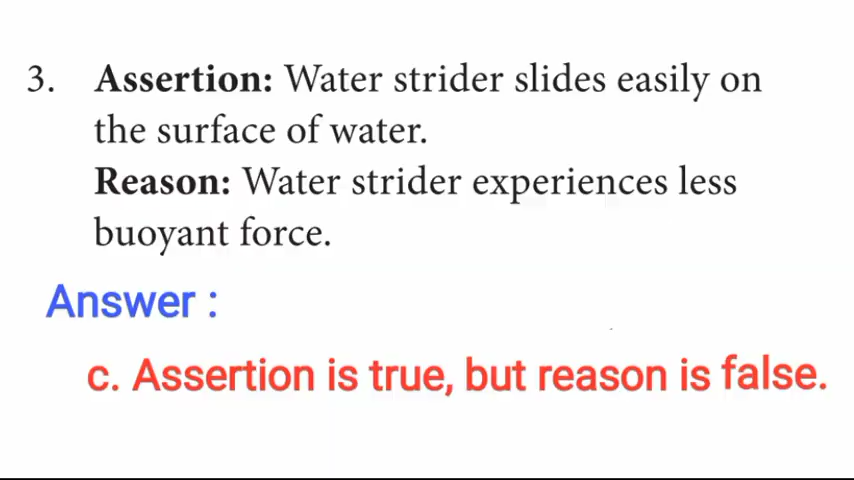 3. Assertion: Water strider slides easily on
the surface of water.
Reason: Water strider experiences less
buoyant force.
Answer :
c. Assertion is true, but reason is false.